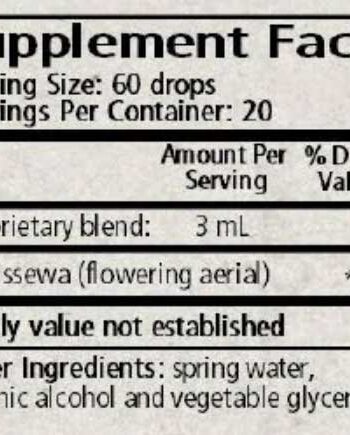 upplement Fac
ing Size: 60 drops
ings Per Container: 20
Amount Per % D
Serving Val
rietary blend: 3 mL
ssewa (flowering aerial)
ly value not established
er Ingredients: spring water,
nic alcohol and vegetable glycer